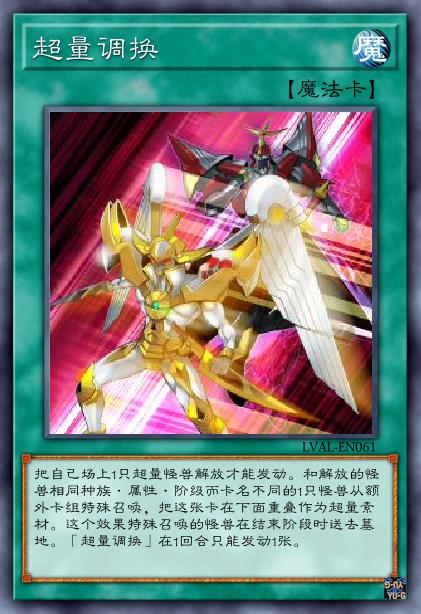 超量调换
魔
【魔法卡】
LVAL-EN061
把自己场上1只超量怪兽解放才能发动。和解放的怪
兽相同种族·属性·阶级而卡名不同的1只怪兽从额
外卡组特殊召唤，把这张卡在下面重叠作为超量素
材。这个效果特殊召唤的怪兽在结束阶段时送去墓
地。「超量调换」在1回合只能发动1张。